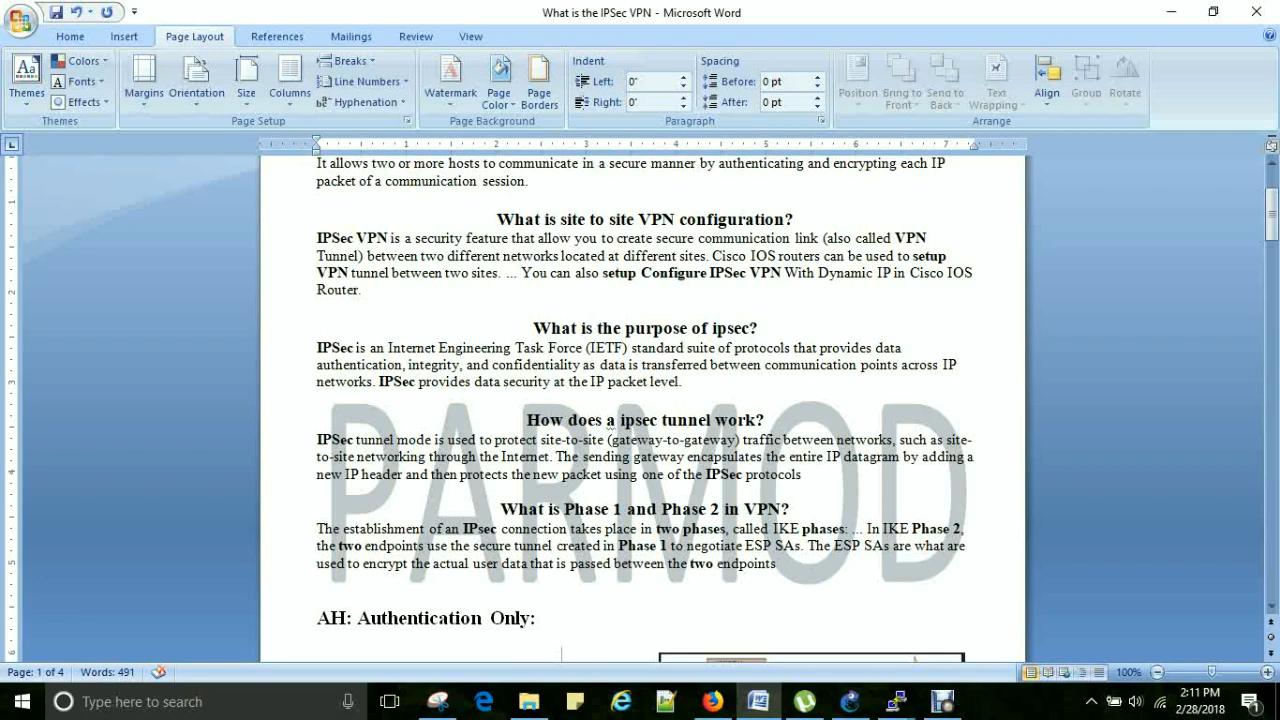 What is the IPSec VPN - Microsoft Word
Home Insert Page Layout References Mailings Review View
Themes
Colors
Fonts
Effects
Themes
Margins
Orientation
Size
Columns
Breaks
Line Numbers
Hyphenation
Page Setup
Watermark
Page Color
Page Borders
Page Background
Indent
Left: 0"
Right: 0"
Spacing
Before: 0 pt
After: 0 pt
Paragraph
Position
Bring to Front
Send to Back
Text Wrapping
Align
Group
Rotate
Arrange
1 2 3 4 5 6 7
It allows two or more hosts to communicate in a secure manner by authenticating and encrypting each IP
packet of a communication session.
What is site to site VPN configuration?
IPSec VPN is a security feature that allow you to create secure communication link (also called VPN
Tunnel) between two different networks located at different sites. Cisco IOS routers can be used to setup
VPN tunnel between two sites. ... You can also setup Configure IPSec VPN With Dynamic IP in Cisco IOS
Router.
What is the purpose of ipsec?
IPSec is an Internet Engineering Task Force (IETF) standard suite of protocols that provides data
authentication, integrity, and confidentiality as data is transferred between communication points across IP
networks. IPSec provides data security at the IP packet level.
How does a ipsec tunnel work?
IPSec tunnel mode is used to protect site-to-site (gateway-to-gateway) traffic between networks, such as site-
to-site networking through the Internet. The sending gateway encapsulates the entire IP datagram by adding a
new IP header and then protects the new packet using one of the IPSec protocols
What is Phase 1 and Phase 2 in VPN?
The establishment of an IPsec connection takes place in two phases, called IKE phases: ... In IKE Phase 2,
the two endpoints use the secure tunnel created in Phase 1 to negotiate ESP SAs. The ESP SAs are what are
used to encrypt the actual user data that is passed between the two endpoints
PARMOD
AH: Authentication Only:
1
2
3
4
5
6
Page: 1 of 4 Words: 491 100%
Type here to search
2:11 PM
2/28/2018